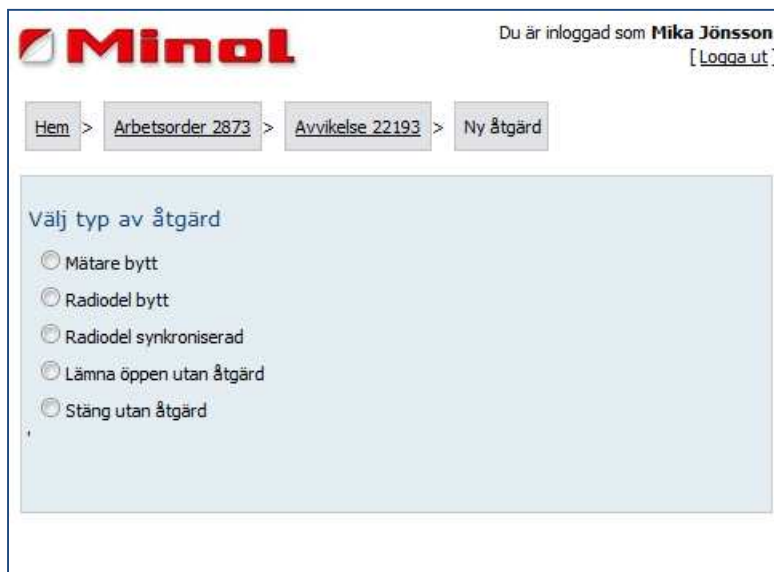 Minol
Du är inloggad som Mika Jönsson
[ Logga ut ]
Hem > Arbetsorder 2873 > Avvikelse 22193 > Ny åtgärd
Välj typ av åtgärd
Mätare bytt
Radiodel bytt
Radiodel synkroniserad
Lämna öppen utan åtgärd
Stäng utan åtgärd
'